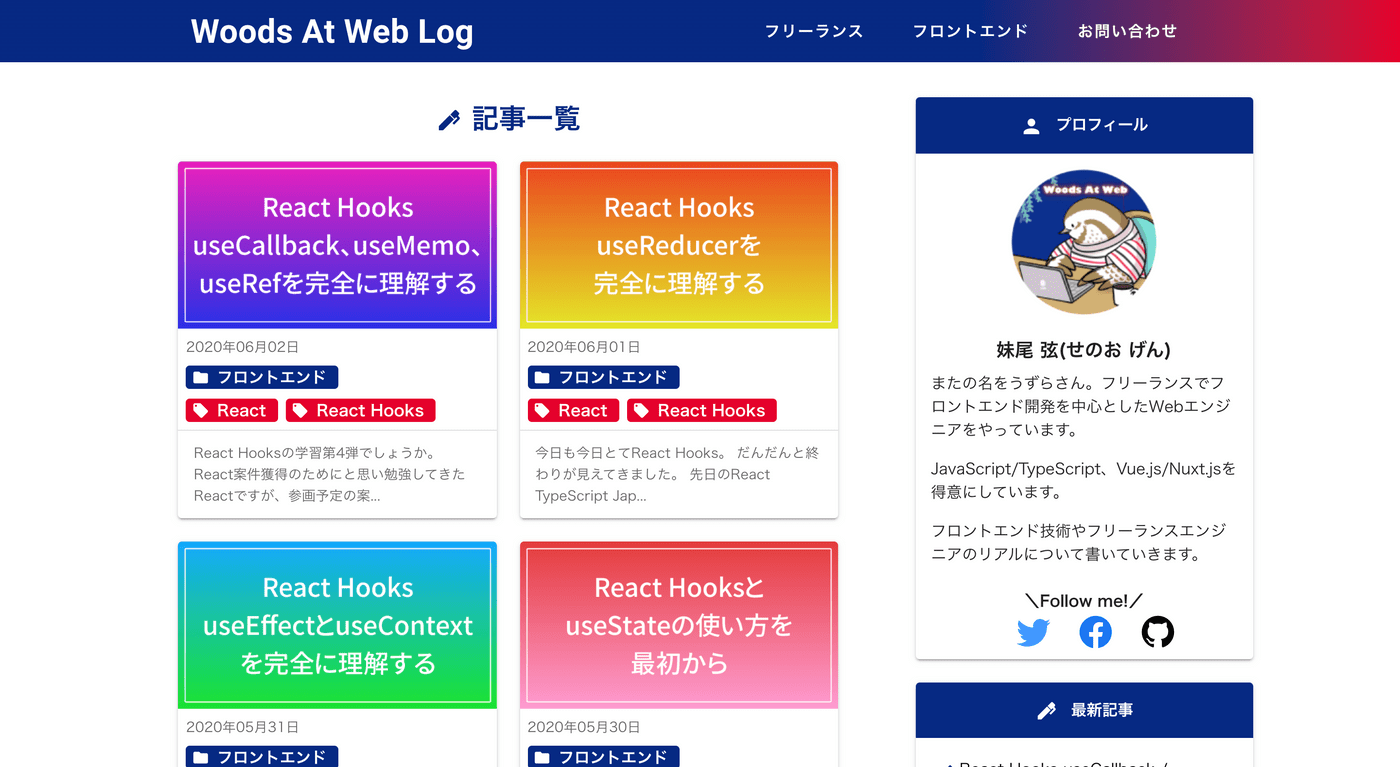 Woods At Web Log
フリーランス
フロントエンド
お問い合わせ
記事一覧
React Hooks
useCallback、useMemo、
useRefを完全に理解する
2020年06月02日
フロントエンド
React
React Hooks
React Hooksの学習第4弾でしょうか。
React案件獲得のためにと思い勉強してきた
Reactですが、参画予定の案...
React Hooks
useReducerを
完全に理解する
2020年06月01日
フロントエンド
React
React Hooks
今日も今日とてReact Hooks。 だんだんと終
わりが見えてきました。 先日のReact
TypeScript Jap...
React Hooks
useEffectとuseContext
を完全に理解する
2020年05月31日
フロントエンド
React Hooksと
useStateの使い方を
最初から
2020年05月30日
フロントエンド
プロフィール
Woods At Web
妹尾 弦(せのお げん)
またの名をうずらさん。フリーランスでフ
ロントエンド開発を中心としたWebエンジ
ニアをやっています。
JavaScript/TypeScript、Vue.js/Nuxt.jsを
得意にしています。
フロントエンド技術やフリーランスエンジ
ニアのリアルについて書いていきます。
＼Follow me!／
最新記事
React Hooks useCallback /